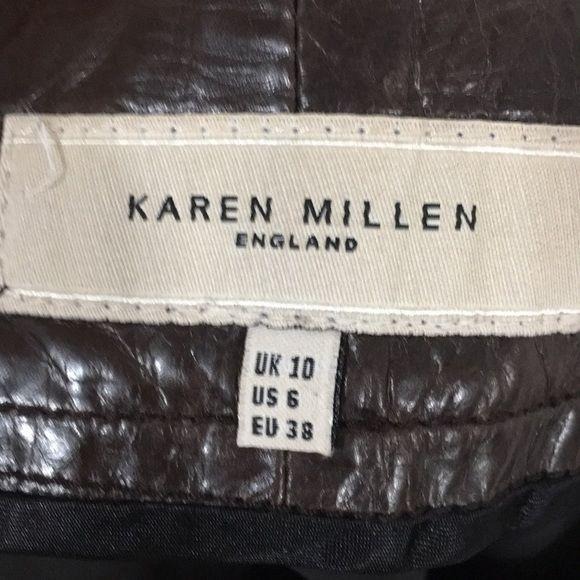 KAREN MILLEN
ENGLAND
UK 10
US 6
EU 38